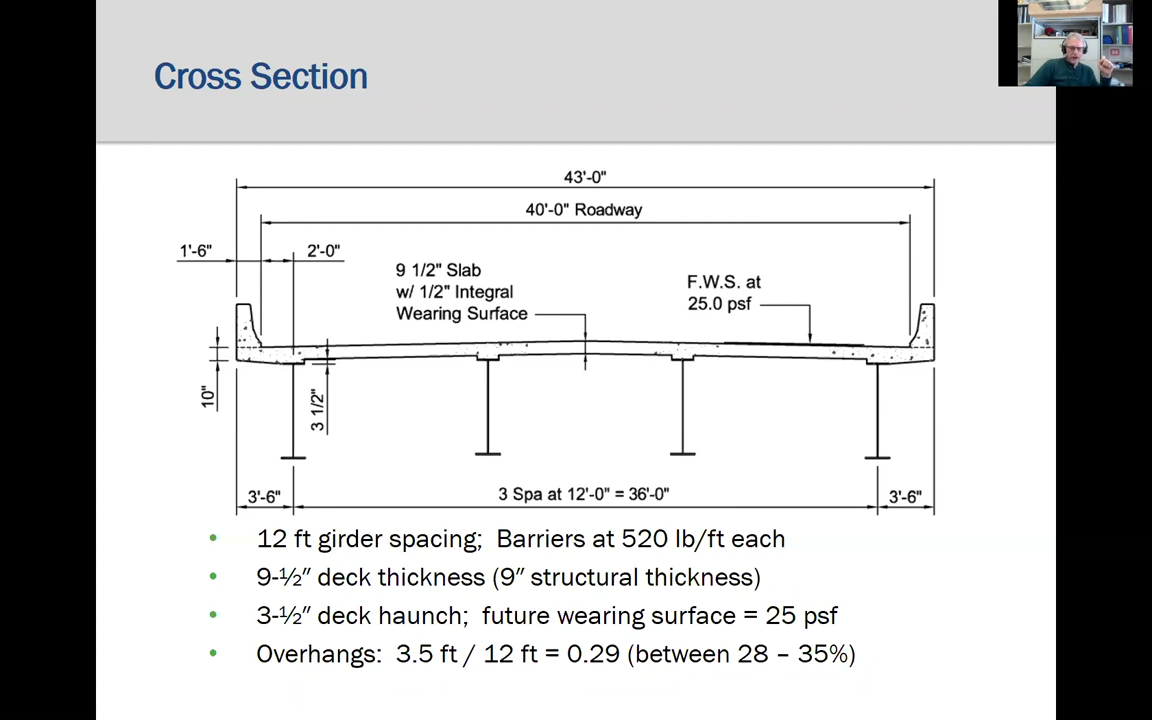 Cross Section
43'-0"
40'-0" Roadway
1'-6"
2'-0"
9 1/2" Slab
w/ 1/2" Integral
Wearing Surface
F.W.S. at
25.0 psf
10"
3 1/2"
3'-6"
3 Spa at 12'-0" = 36'-0"
3'-6"
• 12 ft girder spacing; Barriers at 520 lb/ft each
• 9-½″ deck thickness (9″ structural thickness)
• 3-½″ deck haunch; future wearing surface = 25 psf
• Overhangs: 3.5 ft / 12 ft = 0.29 (between 28 – 35%)